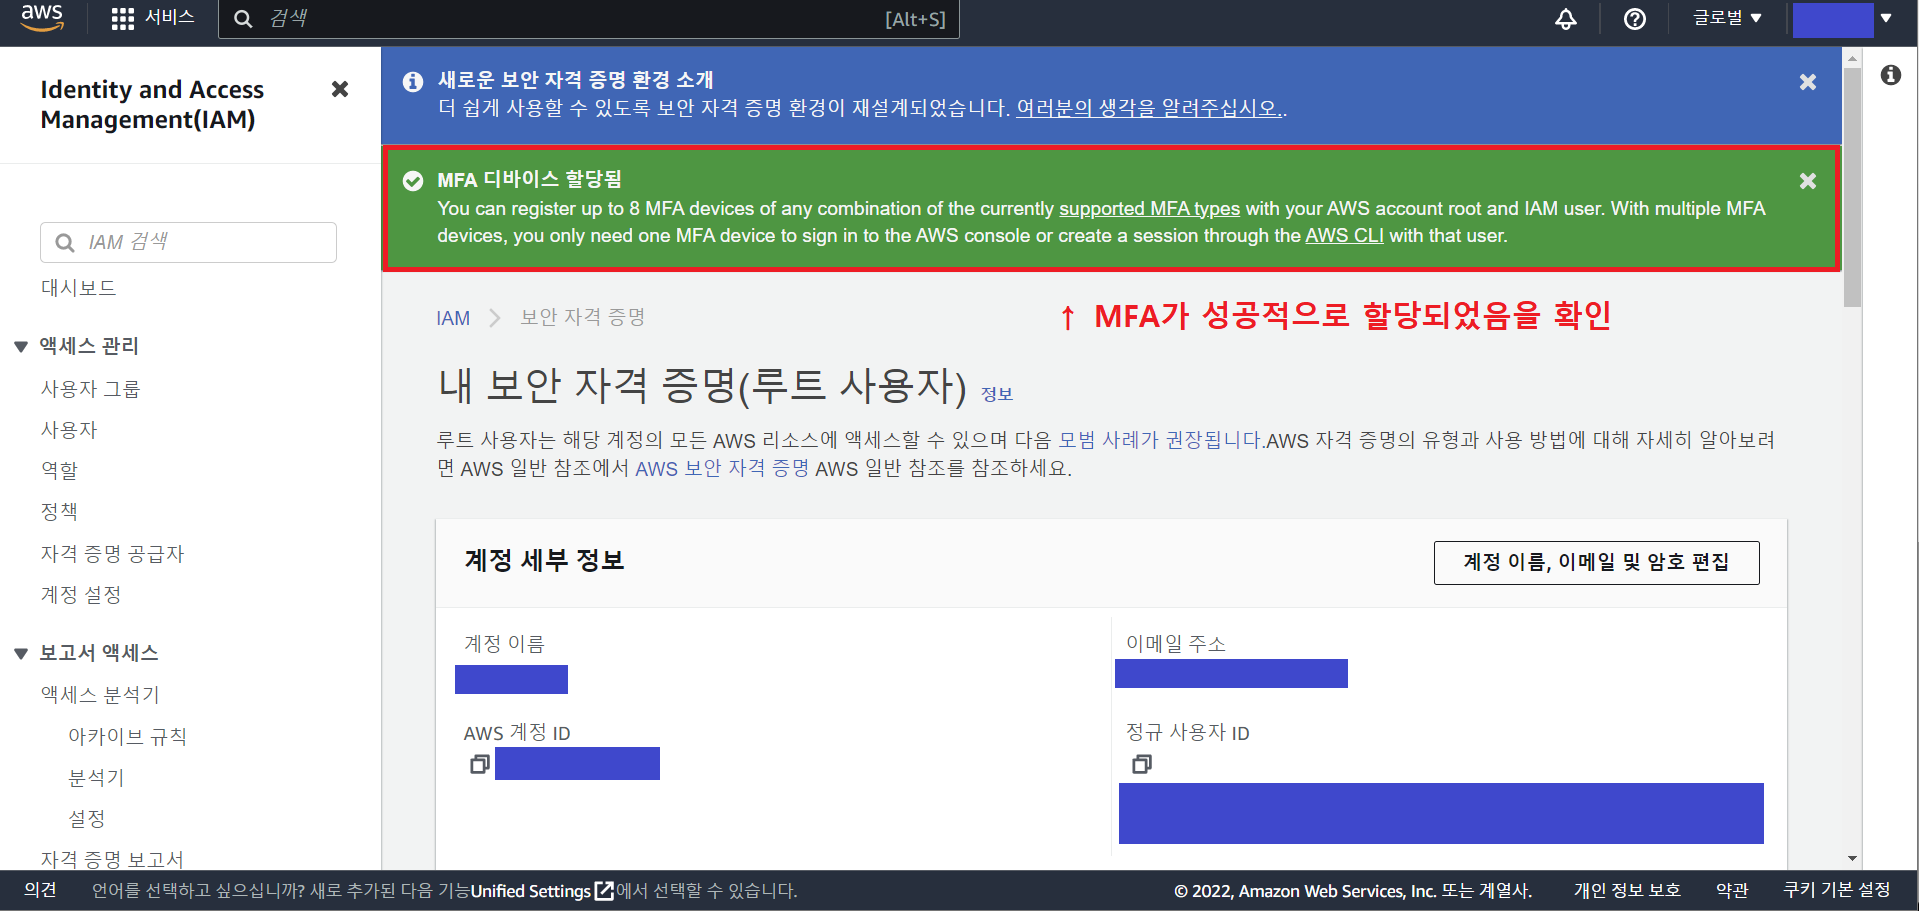 aws
서비스
검색
[Alt+S]
글로벌 ▼
Identity and Access
Management(IAM)
IAM 검색
대시보드
▼ 액세스 관리
사용자 그룹
사용자
역할
정책
자격 증명 공급자
계정 설정
▼ 보고서 액세스
액세스 분석기
아카이브 규칙
분석기
설정
자격 증명 보고서
새로운 보안 자격 증명 환경 소개
더 쉽게 사용할 수 있도록 보안 자격 증명 환경이 재설계되었습니다. 여러분의 생각을 알려주십시오..
MFA 디바이스 할당됨
You can register up to 8 MFA devices of any combination of the currently supported MFA types with your AWS account root and IAM user. With multiple MFA
devices, you only need one MFA device to sign in to the AWS console or create a session through the AWS CLI with that user.
IAM > 보안 자격 증명
↑ MFA가 성공적으로 할당되었음을 확인
내 보안 자격 증명(루트 사용자) 정보
루트 사용자는 해당 계정의 모든 AWS 리소스에 액세스할 수 있으며 다음 모범 사례가 권장됩니다.AWS 자격 증명의 유형과 사용 방법에 대해 자세히 알아보려
면 AWS 일반 참조에서 AWS 보안 자격 증명 AWS 일반 참조를 참조하세요.
계정 세부 정보
계정 이름, 이메일 및 암호 편집
계정 이름
이메일 주소
AWS 계정 ID
정규 사용자 ID
의견
언어를 선택하고 싶으십니까? 새로 추가된 다음 기능Unified Settings에서 선택할 수 있습니다.
© 2022, Amazon Web Services, Inc. 또는 계열사.
개인 정보 보호
약관
쿠키 기본 설정